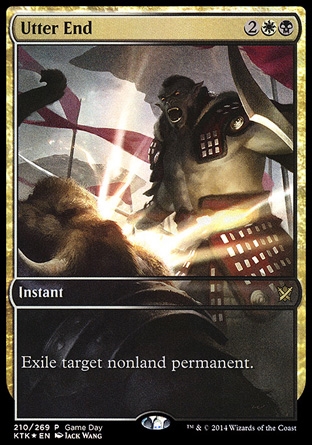 Utter End 2
Instant
Exile target nonland permanent.
210/269 P Game Day
KTK ★ EN Jack Wang
™ & © 2014 Wizards of the Coast